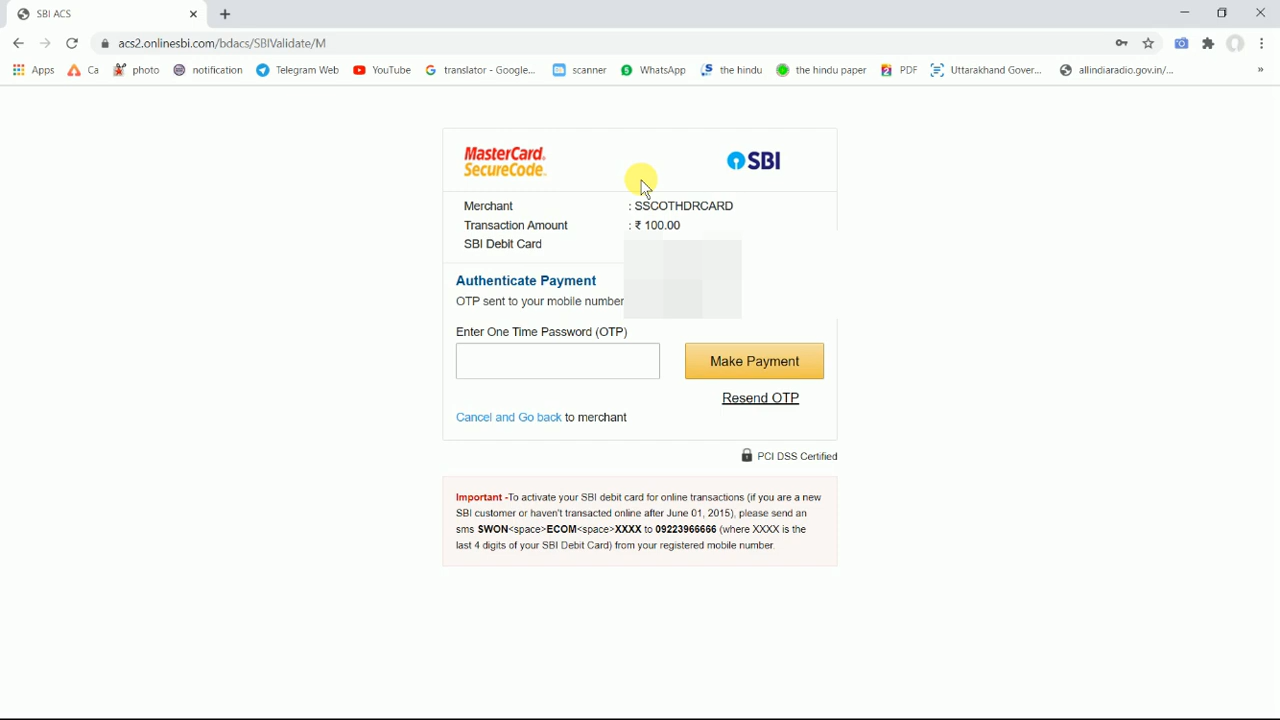 SBI ACS
acs2.onlinesbi.com/bdacs/SBIValidate/M
Apps Ca photo notification Telegram Web YouTube translator - Google... scanner WhatsApp the hindu the hindu paper PDF Uttarakhand Gover... allindiaradio.gov.in/... »
MasterCard.
SecureCode.
SBI
Merchant : SSCOTHDRCARD
Transaction Amount : ₹ 100.00
SBI Debit Card
Authenticate Payment
OTP sent to your mobile number
Enter One Time Password (OTP)
Make Payment
Resend OTP
Cancel and Go back to merchant
PCI DSS Certified
Important -To activate your SBI debit card for online transactions (if you are a new
SBI customer or haven't transacted online after June 01, 2015), please send an
sms SWON<space>ECOM<space>XXXX to 09223966666 (where XXXX is the
last 4 digits of your SBI Debit Card) from your registered mobile number.